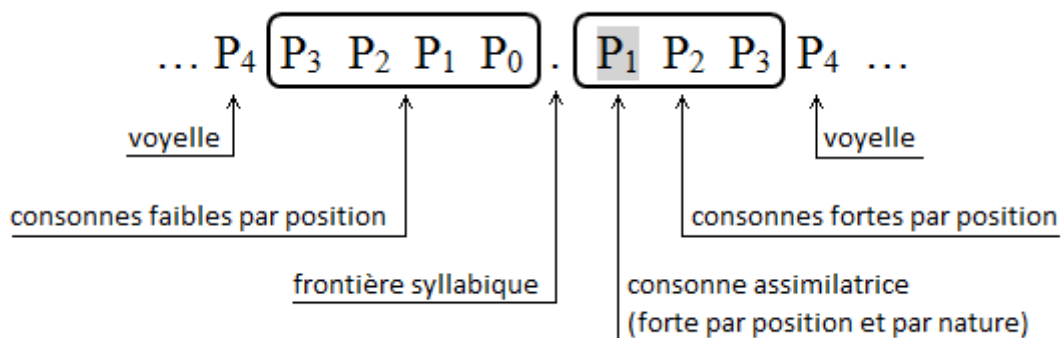 … P₄ P₃ P₂ P₁ P₀ . P₁ P₂ P₃ P₄ …
voyelle voyelle
consonnes faibles par position consonnes fortes par position
frontière syllabique consonne assimilatrice
(forte par position et par nature)